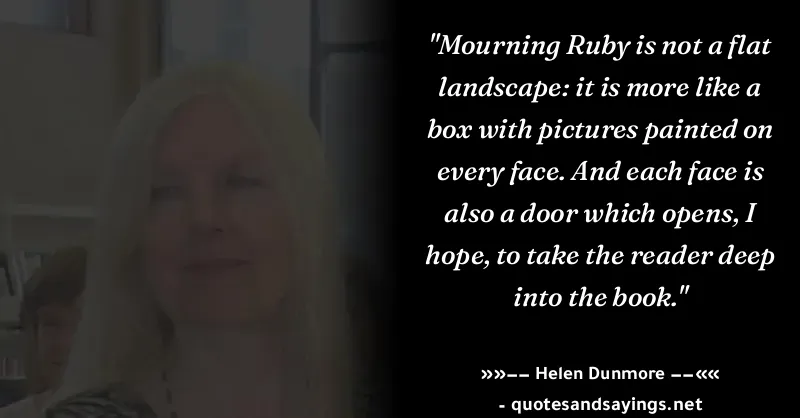 "Mourning Ruby is not a flat
landscape: it is more like a
box with pictures painted on
every face. And each face is
also a door which opens, I
hope, to take the reader deep
into the book."
»»−− Helen Dunmore −−««
- quotesandsayings.net